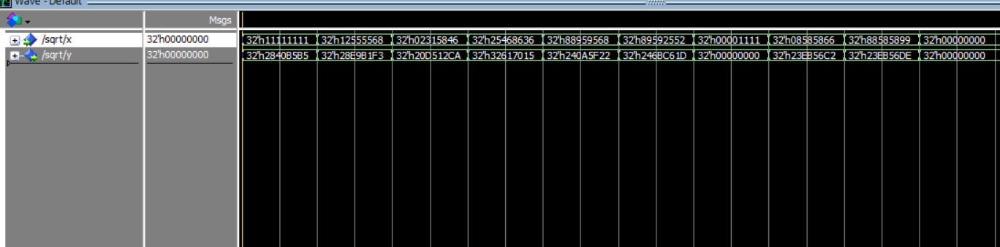 Wave - Default
Msgs
/sqrt/x 32'h00000000 32'h11111111 32'h12555568 32'h02315846 32'h25468636 32'h88959568 32'h89592552 32'h00001111 32'h08585866 32'h88585899 32'h00000000
/sqrt/y 32'h00000000 32'h2840B5B5 32'h28E9B1F3 32'h20D512CA 32'h32617015 32'h240A5F22 32'h246BC61D 32'h00000000 32'h23EB56C2 32'h23EB56DE 32'h00000000